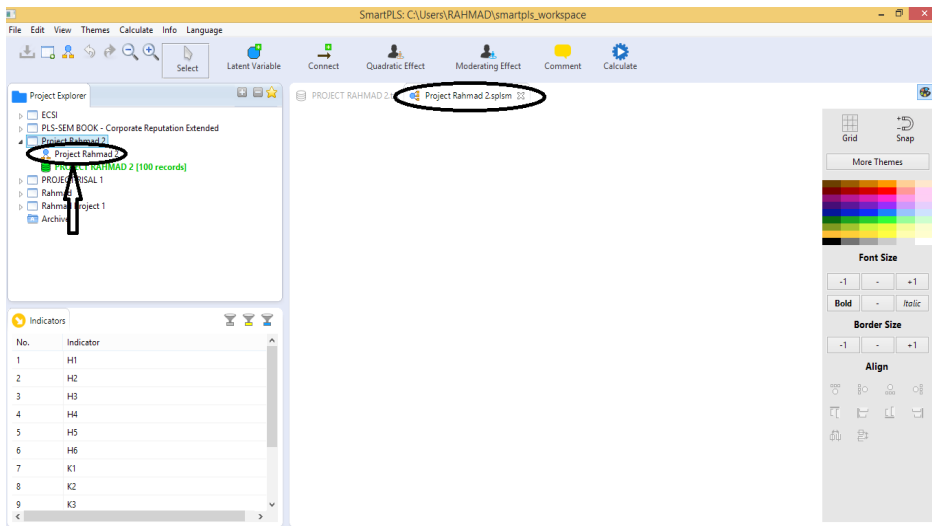 SmartPLS: C:\Users\RAHMAD\smartpls_workspace
File Edit View Themes Calculate Info Language
Select Latent Variable Connect Quadratic Effect Moderating Effect Comment Calculate
Project Explorer
ECSI
PLS-SEM BOOK - Corporate Reputation Extended
Project Rahmad 2
Project Rahmad 2
PROJECT RAHMAD 2 [100 records]
PROJECT RISAL 1
Rahmad
Rahmad Project 1
Archive
Indicators
No. Indicator
1 H1
2 H2
3 H3
4 H4
5 H5
6 H6
7 K1
8 K2
9 K3
PROJECT RAHMAD 2 Project Rahmad 2.splsm
Grid Snap
More Themes
Font Size
-1 - +1
Bold - Italic
Border Size
-1 - +1
Align